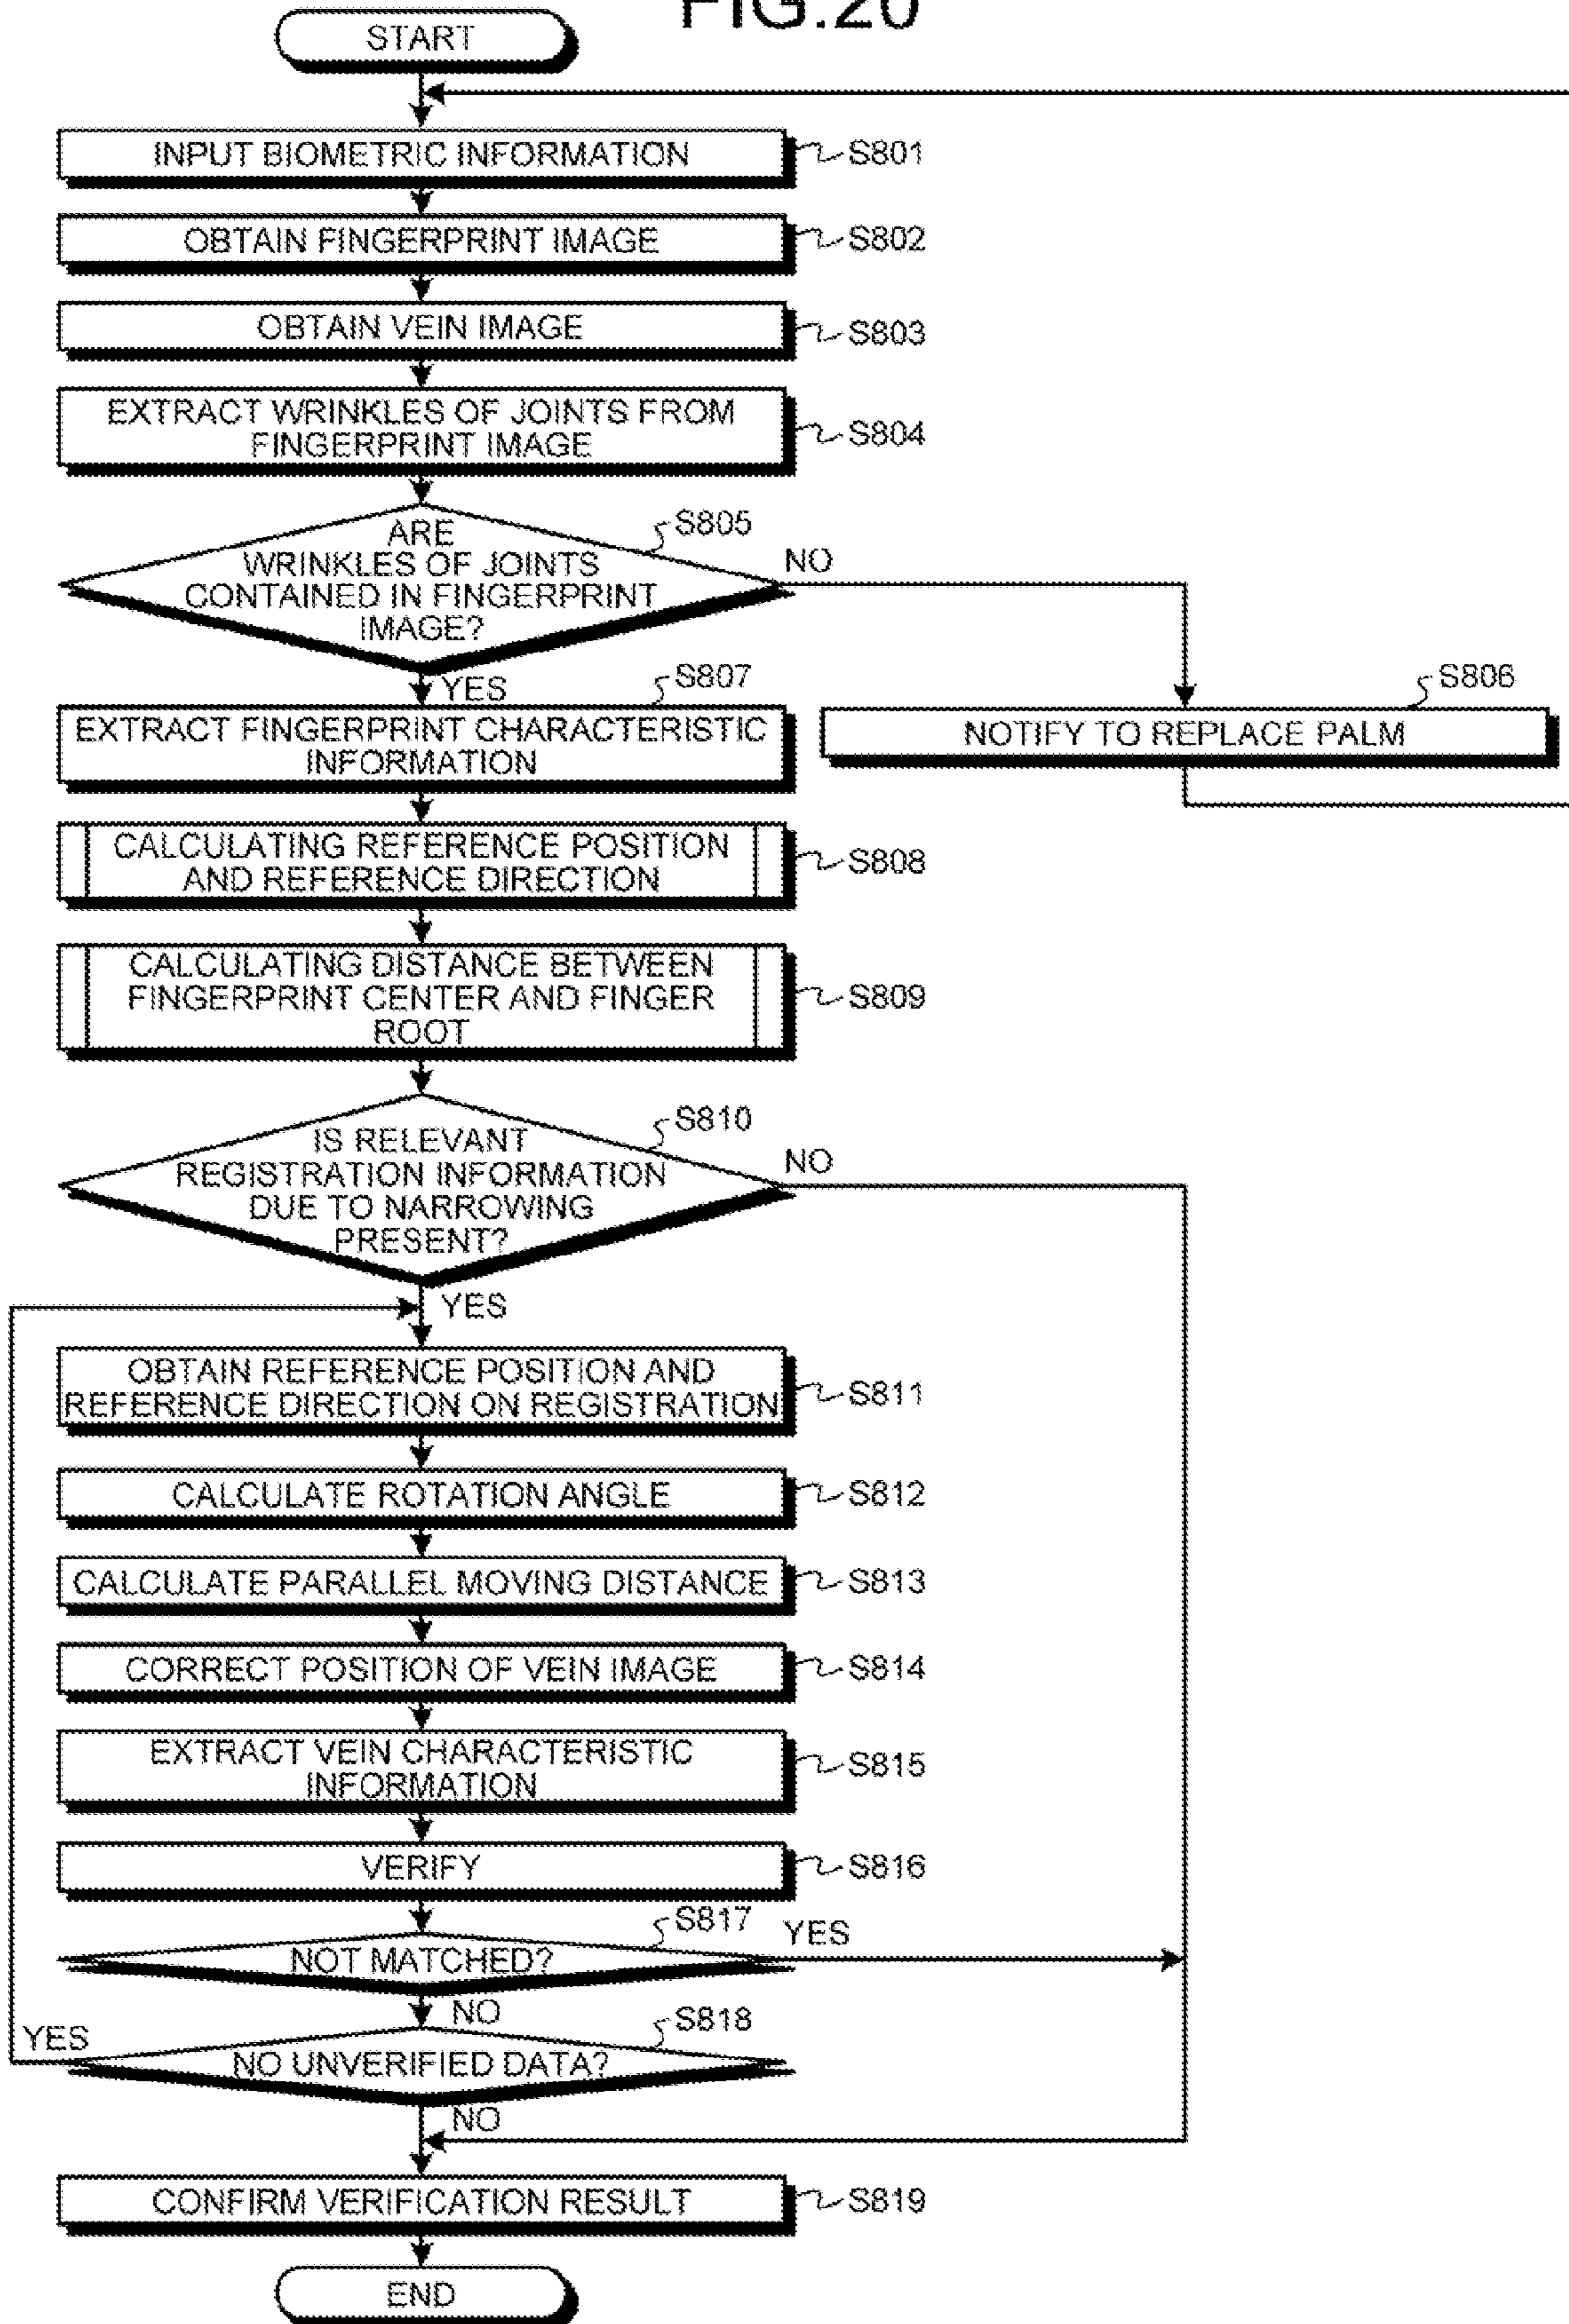 FIG.20
START
INPUT BIOMETRIC INFORMATION
S801
OBTAIN FINGERPRINT IMAGE
S802
OBTAIN VEIN IMAGE
S803
EXTRACT WRINKLES OF JOINTS FROM
FINGERPRINT IMAGE
S804
ARE
WRINKLES OF JOINTS
CONTAINED IN FINGERPRINT
IMAGE?
S805
NO
YES
S807
EXTRACT FINGERPRINT CHARACTERISTIC
INFORMATION
S806
NOTIFY TO REPLACE PALM
CALCULATING REFERENCE POSITION
AND REFERENCE DIRECTION
S808
CALCULATING DISTANCE BETWEEN
FINGERPRINT CENTER AND FINGER
ROOT
S809
IS RELEVANT
REGISTRATION INFORMATION
DUE TO NARROWING
PRESENT?
S810
NO
YES
OBTAIN REFERENCE POSITION AND
REFERENCE DIRECTION ON REGISTRATION
S811
CALCULATE ROTATION ANGLE
S812
CALCULATE PARALLEL MOVING DISTANCE
S813
CORRECT POSITION OF VEIN IMAGE
S814
EXTRACT VEIN CHARACTERISTIC
INFORMATION
S815
VERIFY
S816
S817
NOT MATCHED?
YES
NO
S818
YES
NO UNVERIFIED DATA?
NO
CONFIRM VERIFICATION RESULT
S819
END